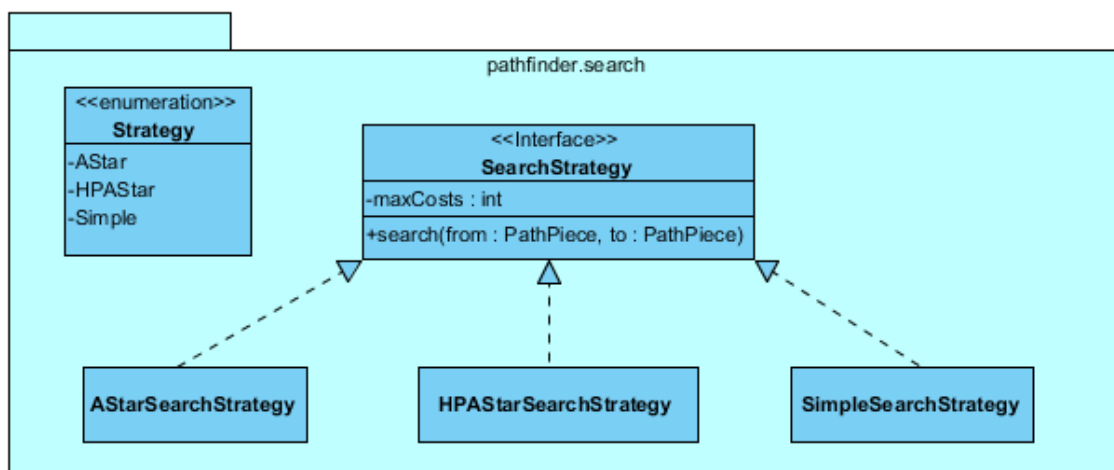 pathfinder.search
<<enumeration>>
Strategy
-AStar
-HPAStar
-Simple
<<Interface>>
SearchStrategy
-maxCosts : int
+search(from : PathPiece, to : PathPiece)
AStarSearchStrategy
HPAStarSearchStrategy
SimpleSearchStrategy